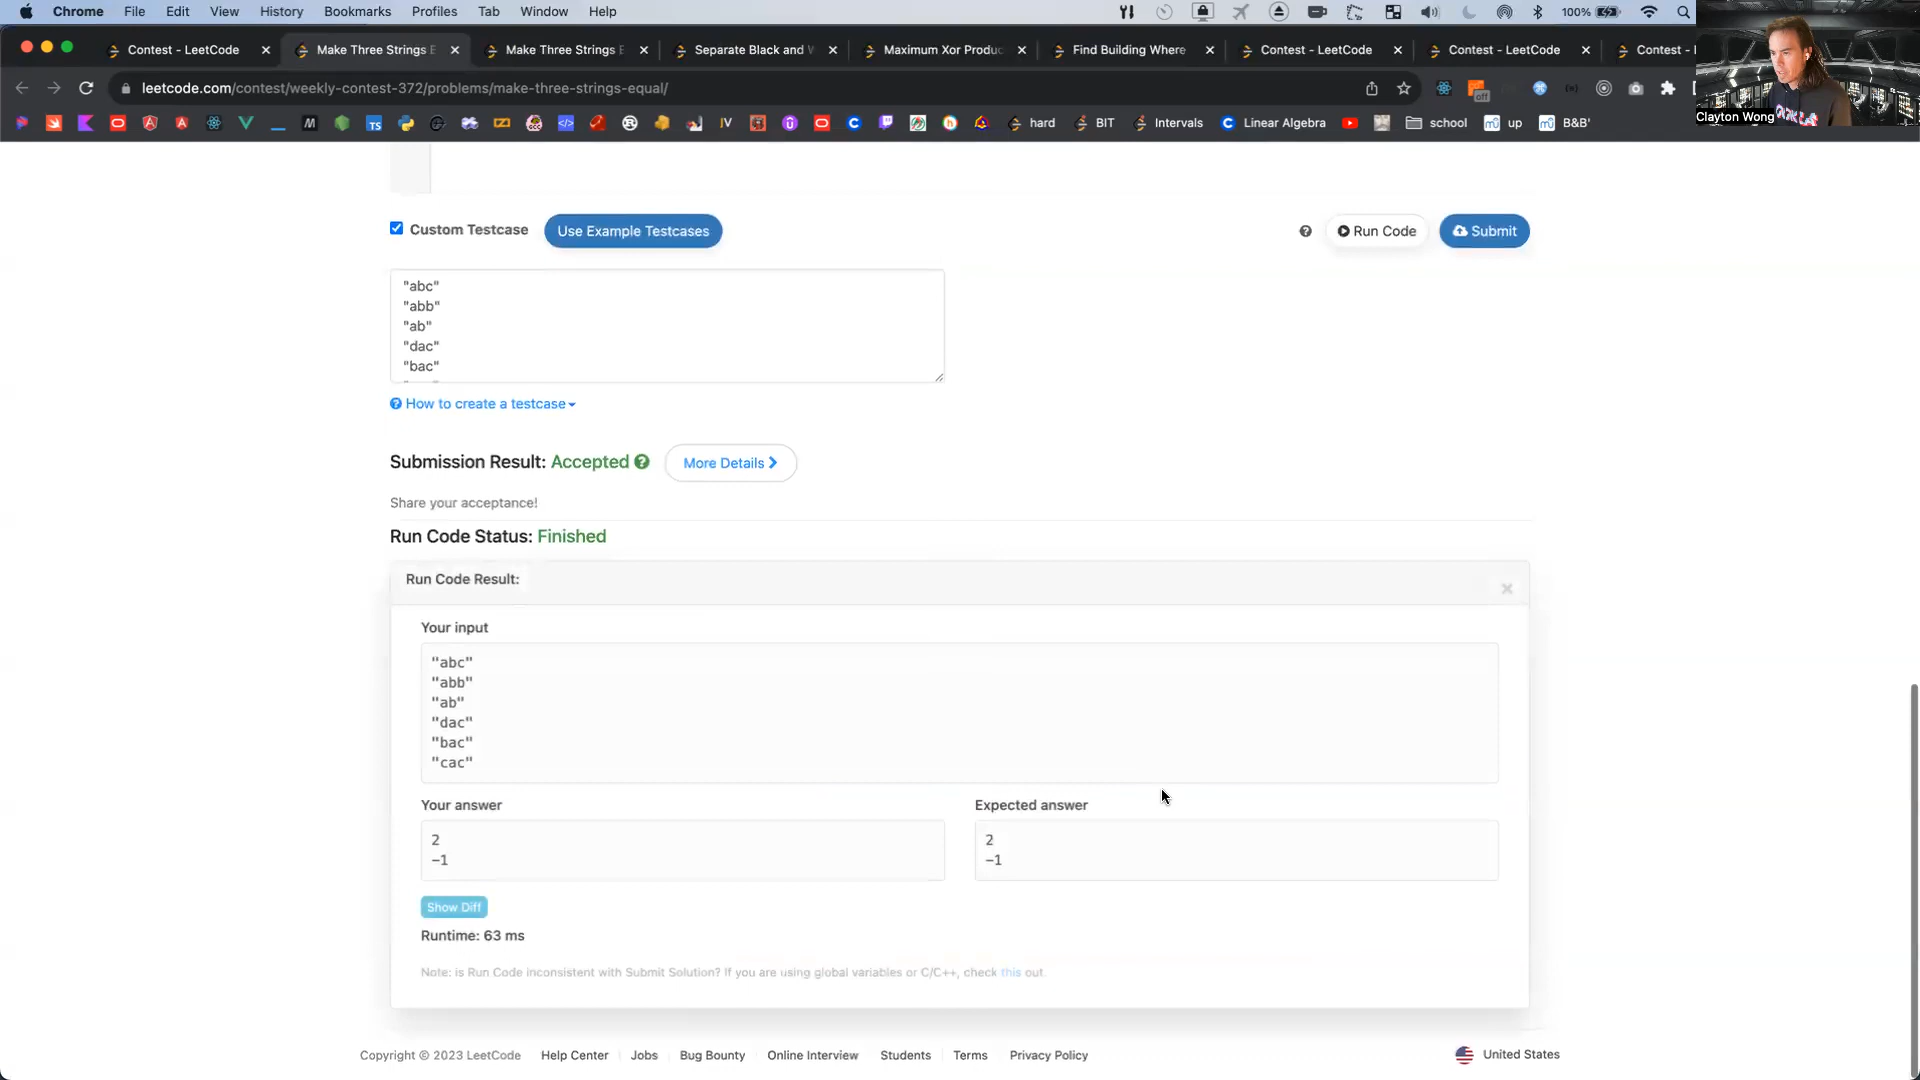 Chrome File Edit View History Bookmarks Profiles Tab Window Help 100%
Contest - LeetCode Make Three Strings E Make Three Strings E Separate Black and W Maximum Xor Produc Find Building Where Contest - LeetCode Contest - LeetCode Contest -
leetcode.com/contest/weekly-contest-372/problems/make-three-strings-equal/
off
Clayton Wong
hard BIT Intervals Linear Algebra school up B&B'
Custom Testcase Use Example Testcases Run Code Submit
"abc"
"abb"
"ab"
"dac"
"bac"
How to create a testcase
Submission Result: Accepted More Details
Share your acceptance!
Run Code Status: Finished
Run Code Result: ×
Your input
"abc"
"abb"
"ab"
"dac"
"bac"
"cac"
Your answer Expected answer
2 2
−1 −1
Show Diff
Runtime: 63 ms
Note: is Run Code inconsistent with Submit Solution? If you are using global variables or C/C++, check this out.
Copyright © 2023 LeetCode Help Center Jobs Bug Bounty Online Interview Students Terms Privacy Policy United States